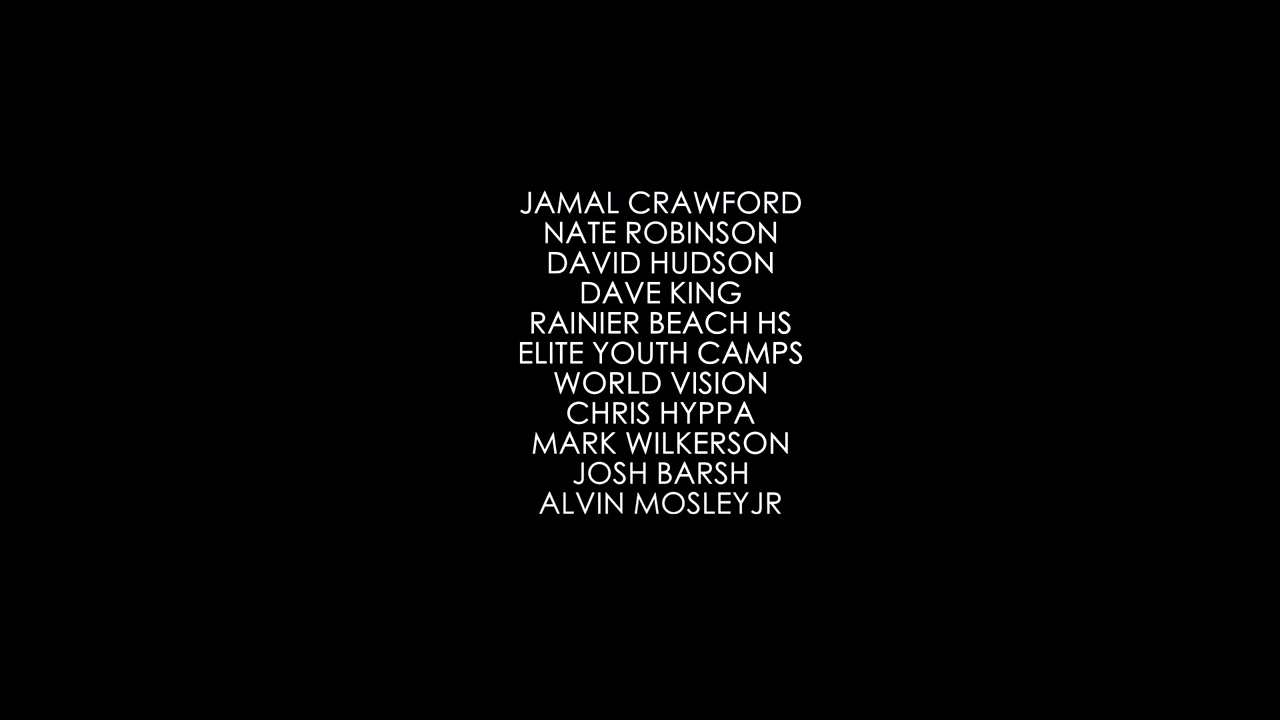 JAMAL CRAWFORD
NATE ROBINSON
DAVID HUDSON
DAVE KING
RAINIER BEACH HS
ELITE YOUTH CAMPS
WORLD VISION
CHRIS HYPPA
MARK WILKERSON
JOSH BARSH
ALVIN MOSLEYJR